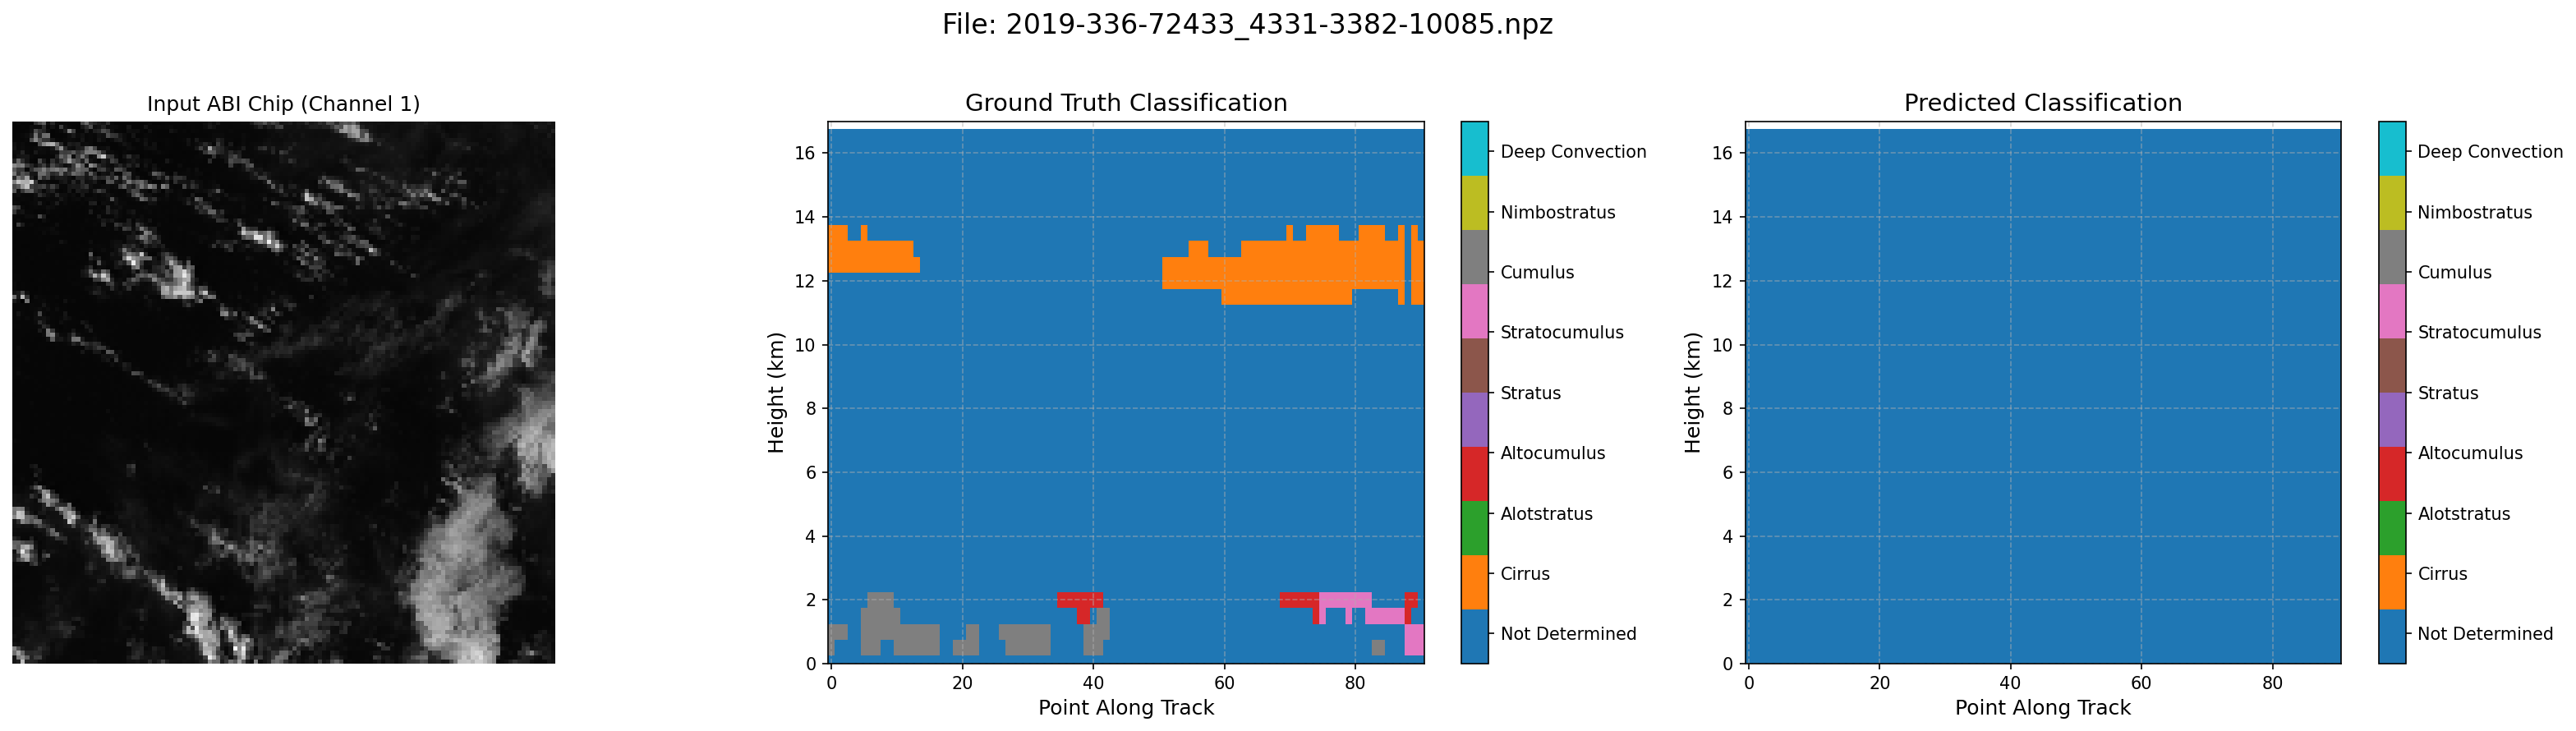 File: 2019-336-72433_4331-3382-10085.npz
Input ABI Chip (Channel 1)
Ground Truth Classification
Height (km)
16
14
12
10
8
6
4
2
0
0 20 40 60 80
Point Along Track
Deep Convection
Nimbostratus
Cumulus
Stratocumulus
Stratus
Altocumulus
Alotstratus
Cirrus
Not Determined
Predicted Classification
Height (km)
16
14
12
10
8
6
4
2
0
0 20 40 60 80
Point Along Track
Deep Convection
Nimbostratus
Cumulus
Stratocumulus
Stratus
Altocumulus
Alotstratus
Cirrus
Not Determined